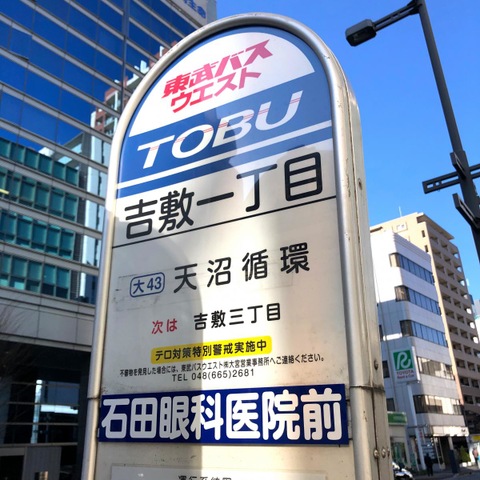 東武バス
ウエスト
TOBU
吉敷一丁目
大43 天沼循環
次は 吉敷三丁目
テロ対策特別警戒実施中
不審物を発見した場合には、東武バスウエスト㈱大宮営業事務所へご連絡ください。
TEL 048(665)2681
石田眼科医院前